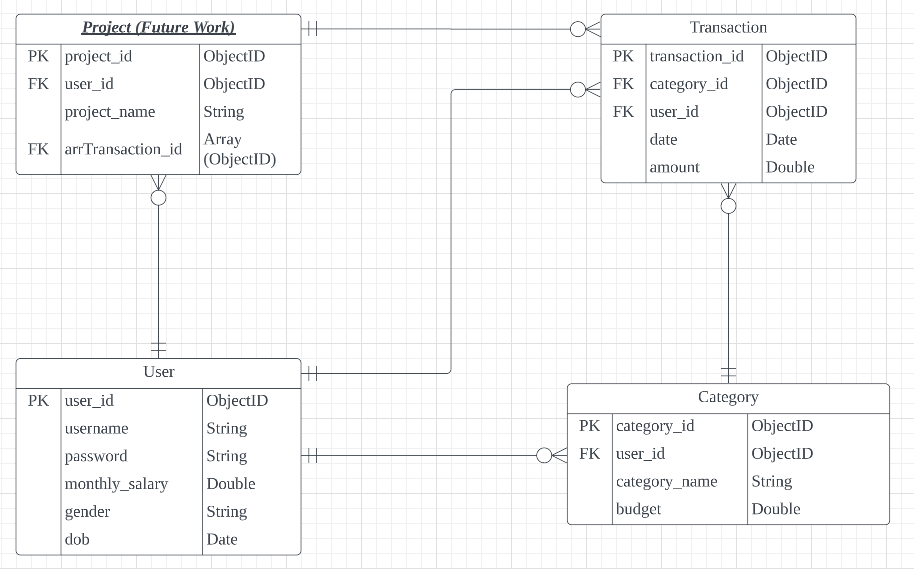 Project (Future Work)
PK project_id ObjectID
FK user_id ObjectID
project_name String
FK arrTransaction_id Array
(ObjectID)
Transaction
PK transaction_id ObjectID
FK category_id ObjectID
FK user_id ObjectID
date Date
amount Double
User
PK user_id ObjectID
username String
password String
monthly_salary Double
gender String
dob Date
Category
PK category_id ObjectID
FK user_id ObjectID
category_name String
budget Double